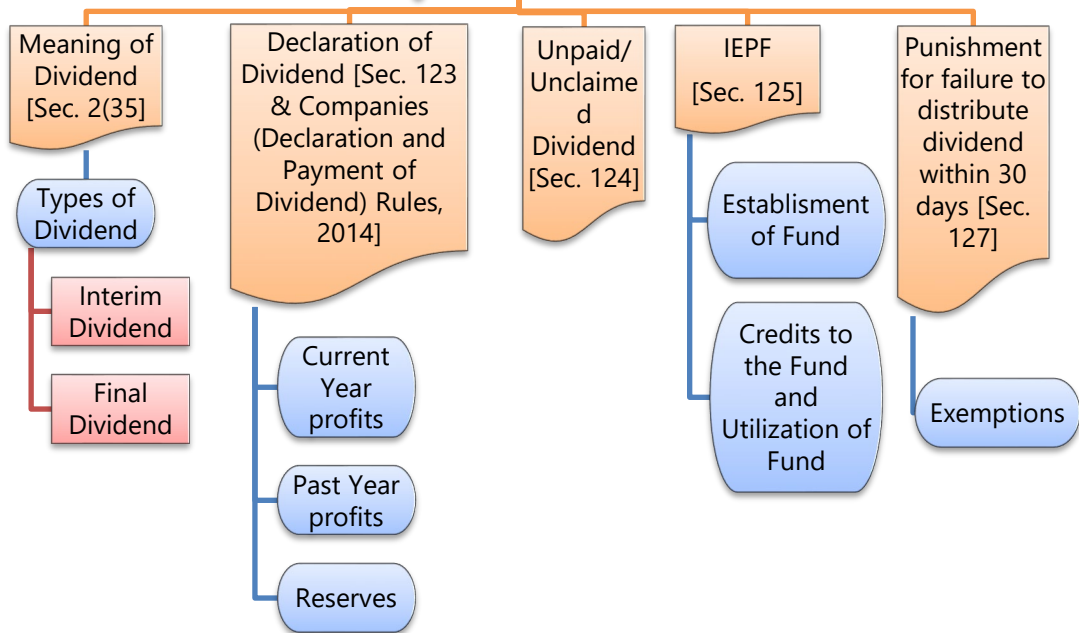 Meaning of
Dividend
[Sec. 2(35]
Types of
Dividend
Interim
Dividend
Final
Dividend
Declaration of
Dividend [Sec. 123
& Companies
(Declaration and
Payment of
Dividend) Rules,
2014]
Current
Year
profits
Past Year
profits
Reserves
Unpaid/
Unclaime
d
Dividend
[Sec. 124]
IEPF
[Sec. 125]
Establisment
of Fund
Credits to
the Fund
and
Utilization of
Fund
Punishment
for failure to
distribute
dividend
within 30
days [Sec.
127]
Exemptions